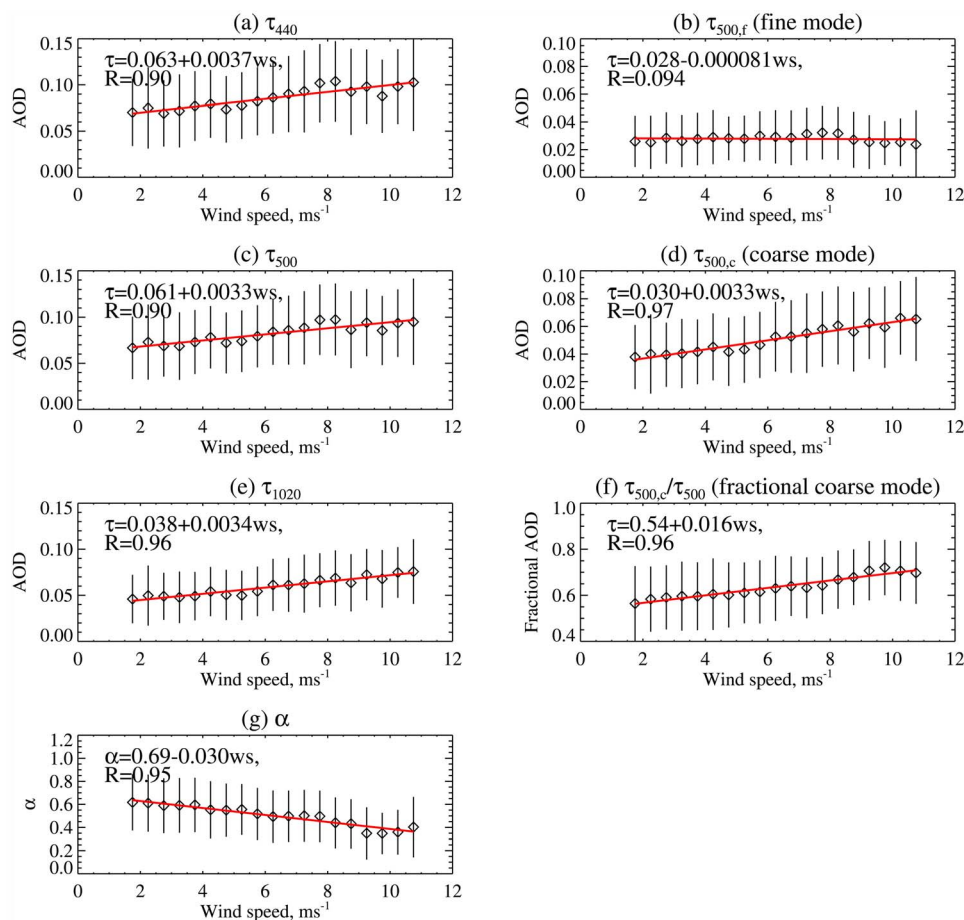 (a) τ440
τ=0.063+0.0037ws,
R=0.90
AOD
0.15
0.10
0.05
0.00
0 2 4 6 8 10 12
Wind speed, ms-1
(b) τ500,f (fine mode)
τ=0.028-0.000081ws,
R=0.094
AOD
0.10
0.08
0.06
0.04
0.02
0.00
0 2 4 6 8 10 12
Wind speed, ms-1
(c) τ500
τ=0.061+0.0033ws,
R=0.90
AOD
0.15
0.10
0.05
0.00
0 2 4 6 8 10 12
Wind speed, ms-1
(d) τ500,c (coarse mode)
τ=0.030+0.0033ws,
R=0.97
AOD
0.10
0.08
0.06
0.04
0.02
0.00
0 2 4 6 8 10 12
Wind speed, ms-1
(e) τ1020
τ=0.038+0.0034ws,
R=0.96
AOD
0.15
0.10
0.05
0.00
0 2 4 6 8 10 12
Wind speed, ms-1
(f) τ500,c/τ500 (fractional coarse mode)
τ=0.54+0.016ws,
R=0.96
Fractional AOD
1.0
0.8
0.6
0.4
0 2 4 6 8 10 12
Wind speed, ms-1
(g) α
α=0.69-0.030ws,
R=0.95
α
1.2
1.0
0.8
0.6
0.4
0.2
0.0
0 2 4 6 8 10 12
Wind speed, ms-1